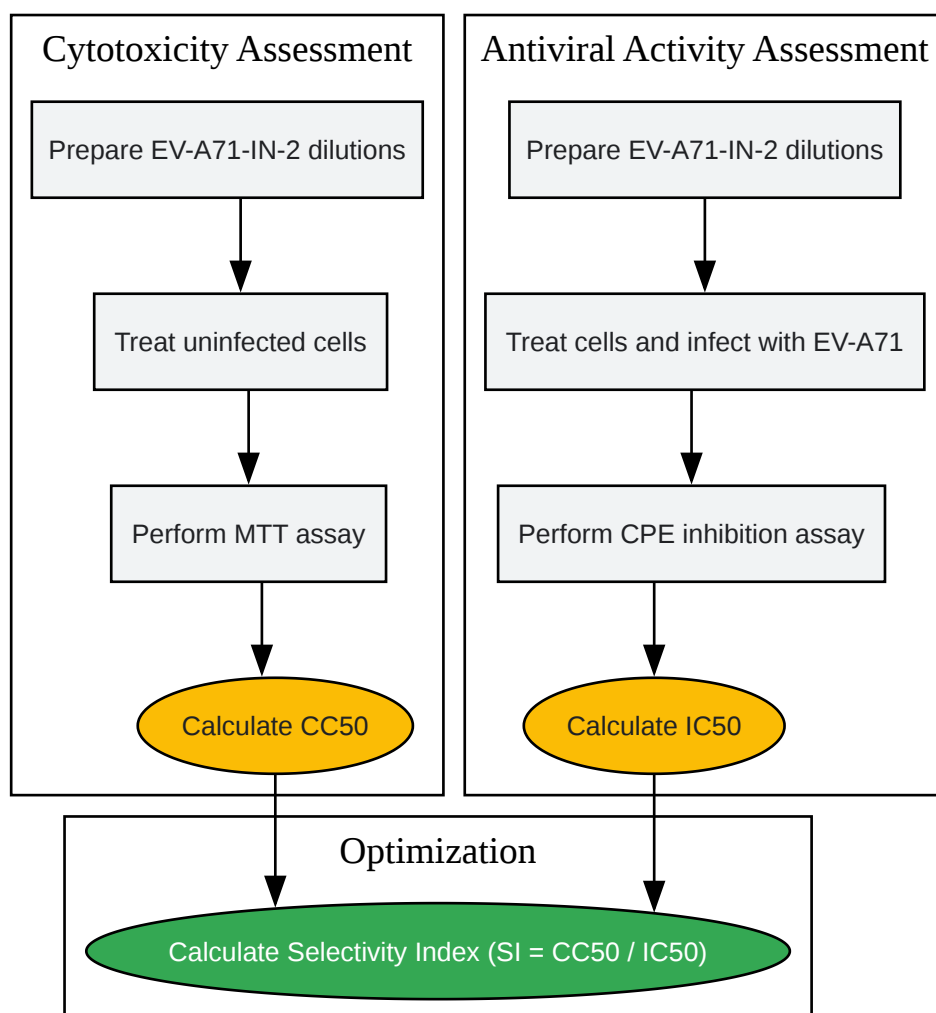 Cytotoxicity Assessment
Prepare EV-A71-IN-2 dilutions
Treat uninfected cells
Perform MTT assay
Calculate CC50
Antiviral Activity Assessment
Prepare EV-A71-IN-2 dilutions
Treat cells and infect with EV-A71
Perform CPE inhibition assay
Calculate IC50
Optimization
Calculate Selectivity Index (SI = CC50 / IC50)